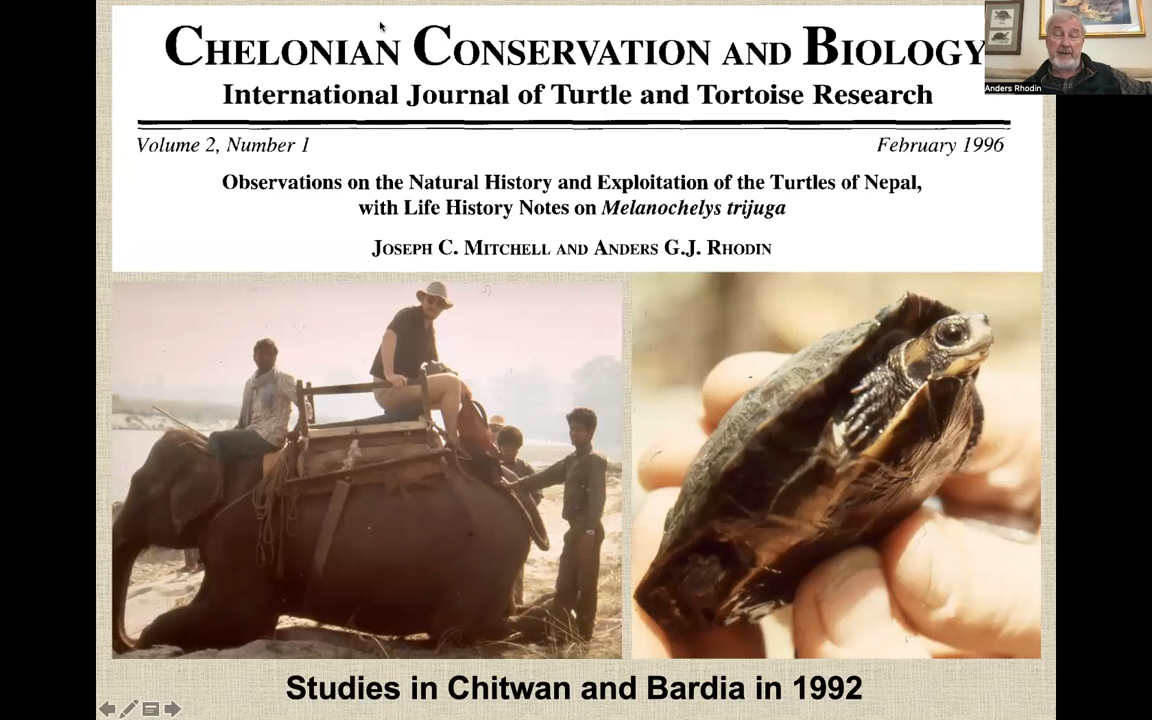 CHELONIAN CONSERVATION AND BIOLOGY
International Journal of Turtle and Tortoise Research
Volume 2, Number 1
February 1996
Observations on the Natural History and Exploitation of the Turtles of Nepal,
with Life History Notes on Melanochelys trijuga
JOSEPH C. MITCHELL AND ANDERS G.J. RHODIN
Anders Rhodin
Studies in Chitwan and Bardia in 1992